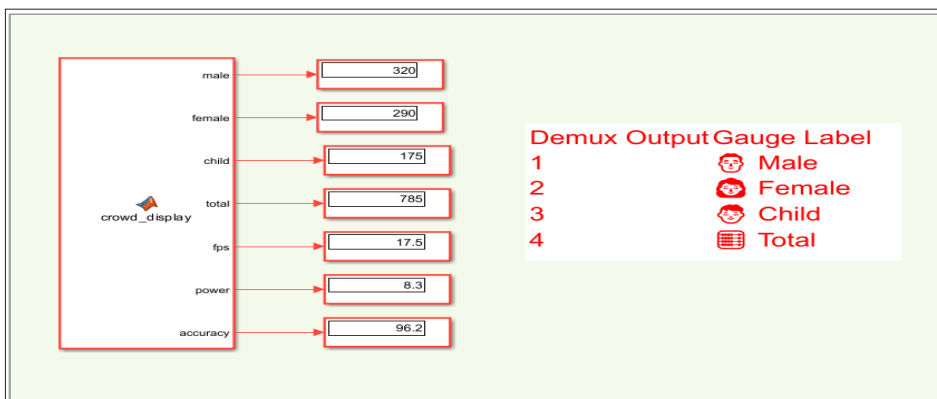 male 320
female 290
child 175
total 785
crowd_display
fps 17.5
power 8.3
accuracy 96.2
Demux Output Gauge Label
1 Male
2 Female
3 Child
4 Total